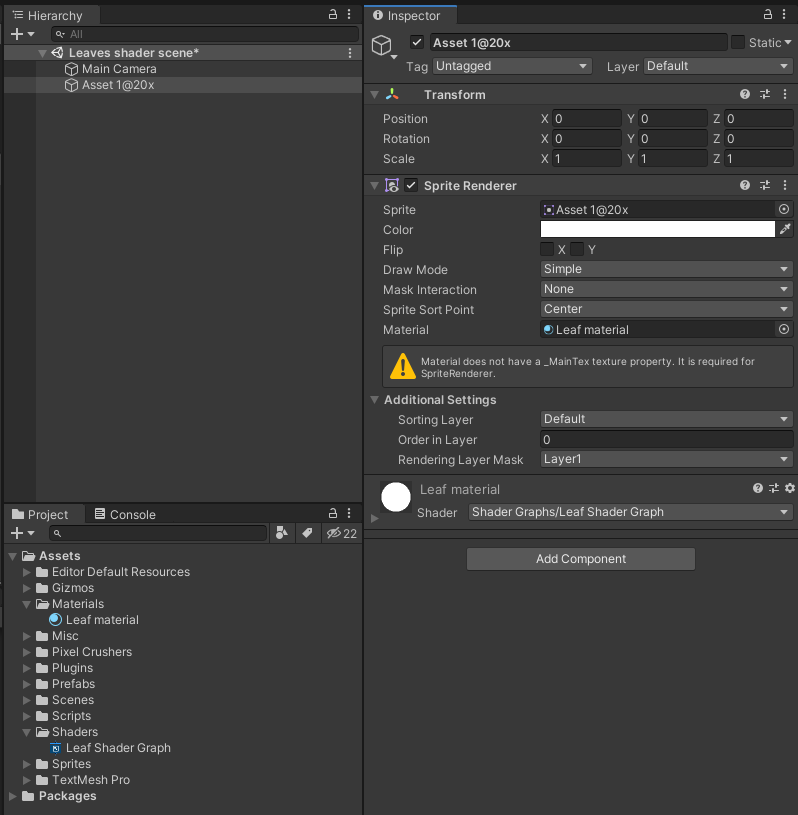 Hierarchy
All
Leaves shader scene*
Main Camera
Asset 1@20x
Project
Console
22
Assets
Editor Default Resources
Gizmos
Materials
Leaf material
Misc
Pixel Crushers
Plugins
Prefabs
Scenes
Scripts
Shaders
Leaf Shader Graph
Sprites
TextMesh Pro
Packages
Inspector
Asset 1@20x Static
Tag Untagged Layer Default
Transform
Position X 0 Y 0 Z 0
Rotation X 0 Y 0 Z 0
Scale X 1 Y 1 Z 1
Sprite Renderer
Sprite Asset 1@20x
Color
Flip X Y
Draw Mode Simple
Mask Interaction None
Sprite Sort Point Center
Material Leaf material
Material does not have a _MainTex texture property. It is required for
SpriteRenderer.
Additional Settings
Sorting Layer Default
Order in Layer 0
Rendering Layer Mask Layer1
Leaf material
Shader Shader Graphs/Leaf Shader Graph
Add Component